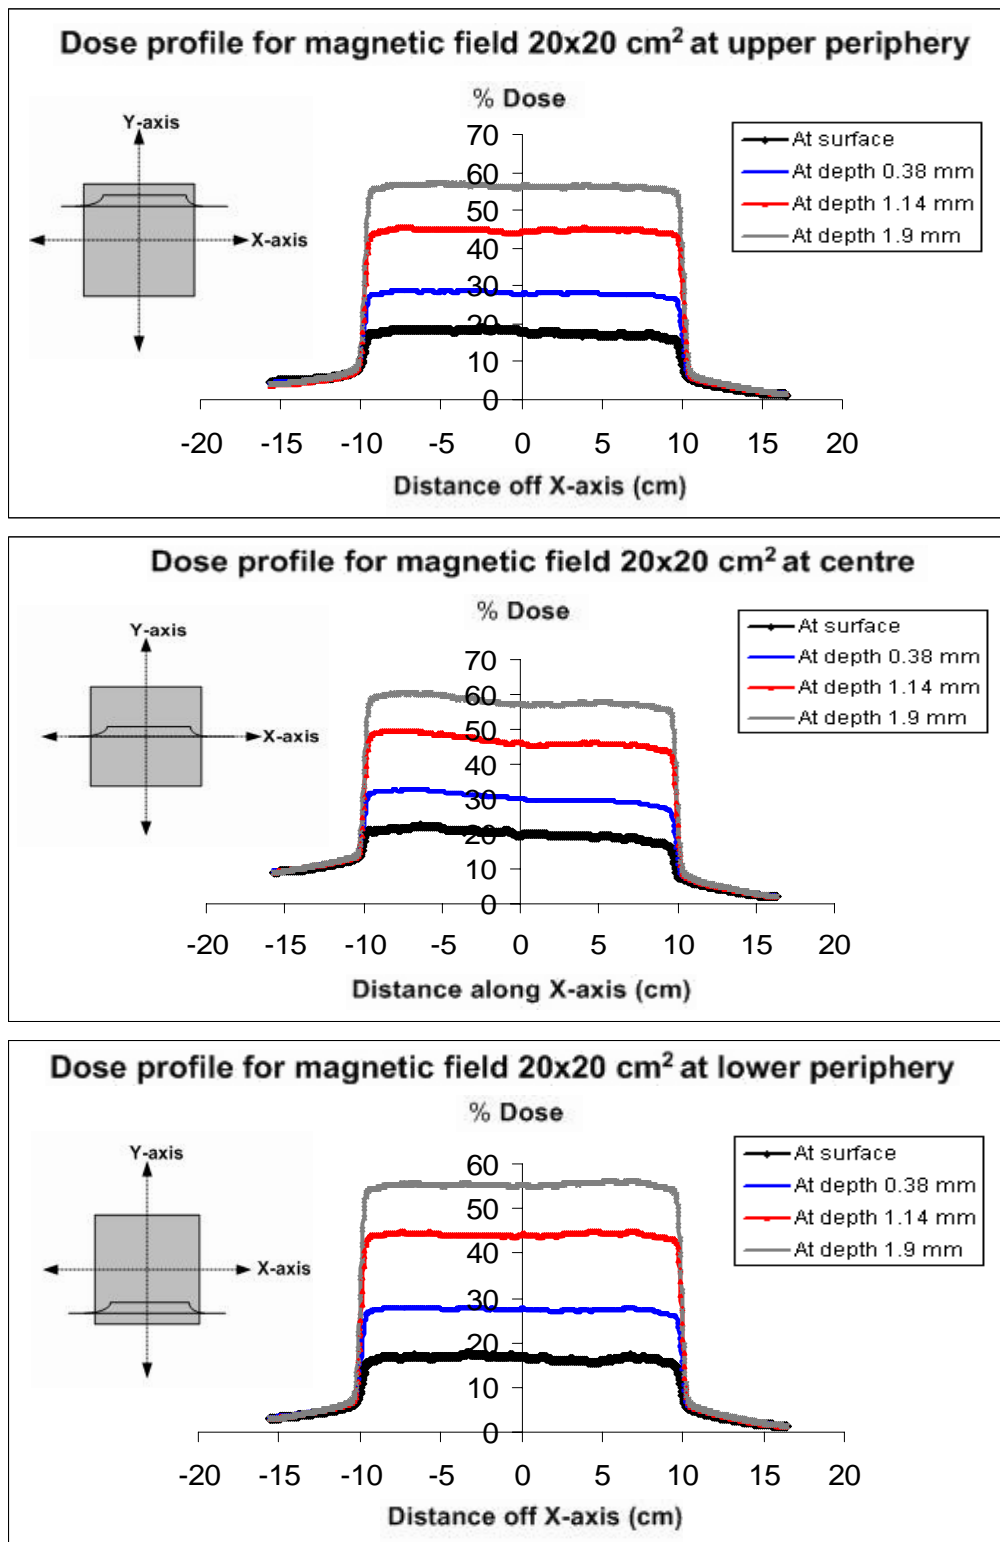 Dose profile for magnetic field 20x20 cm² at upper periphery
% Dose
Y-axis
X-axis
At surface
At depth 0.38 mm
At depth 1.14 mm
At depth 1.9 mm
70
60
50
40
30
20
10
0
-20 -15 -10 -5 0 5 10 15 20
Distance off X-axis (cm)
Dose profile for magnetic field 20x20 cm² at centre
% Dose
Y-axis
X-axis
At surface
At depth 0.38 mm
At depth 1.14 mm
At depth 1.9 mm
70
60
50
40
30
20
10
0
-20 -15 -10 -5 0 5 10 15 20
Distance along X-axis (cm)
Dose profile for magnetic field 20x20 cm² at lower periphery
% Dose
Y-axis
X-axis
At surface
At depth 0.38 mm
At depth 1.14 mm
At depth 1.9 mm
60
50
40
30
20
10
0
-20 -15 -10 -5 0 5 10 15 20
Distance off X-axis (cm)